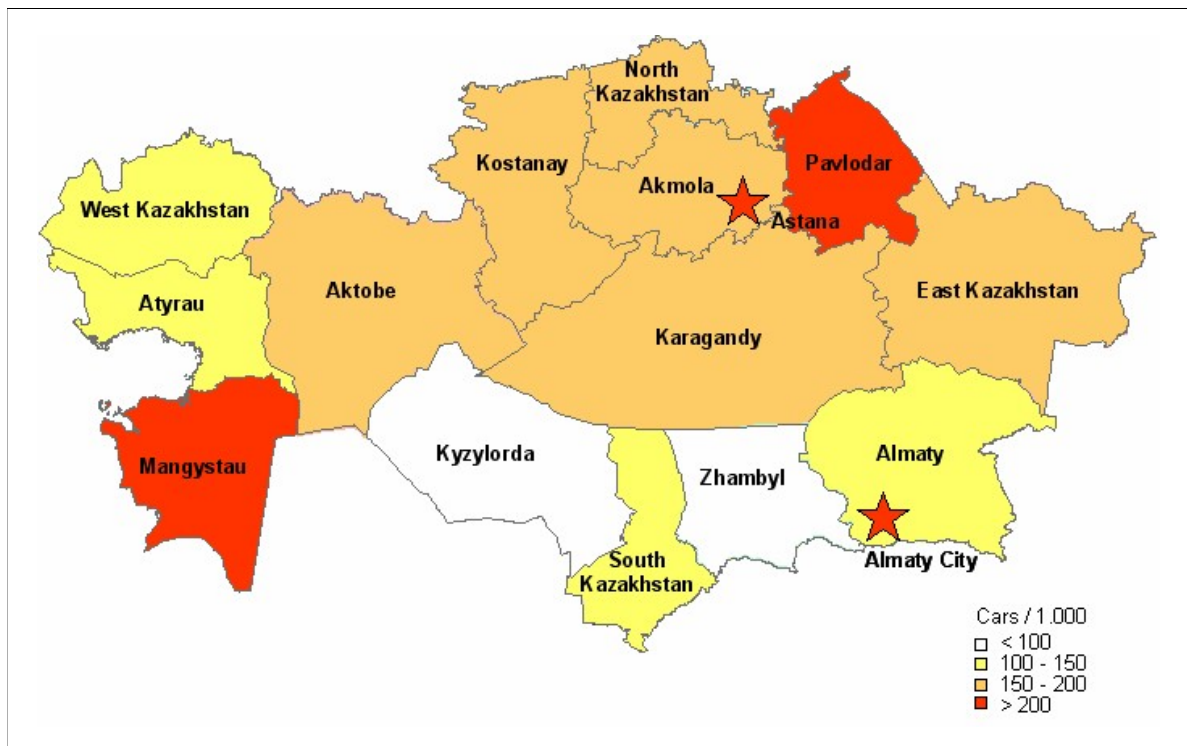 North
Kazakhstan
Kostanay
Pavlodar
Akmola
West Kazakhstan
Astana
Aktobe
East Kazakhstan
Atyrau
Karagandy
Kyzylorda
Almaty
Mangystau
Zhambyl
South
Kazakhstan
Almaty City
Cars / 1.000
< 100
100 - 150
150 - 200
> 200